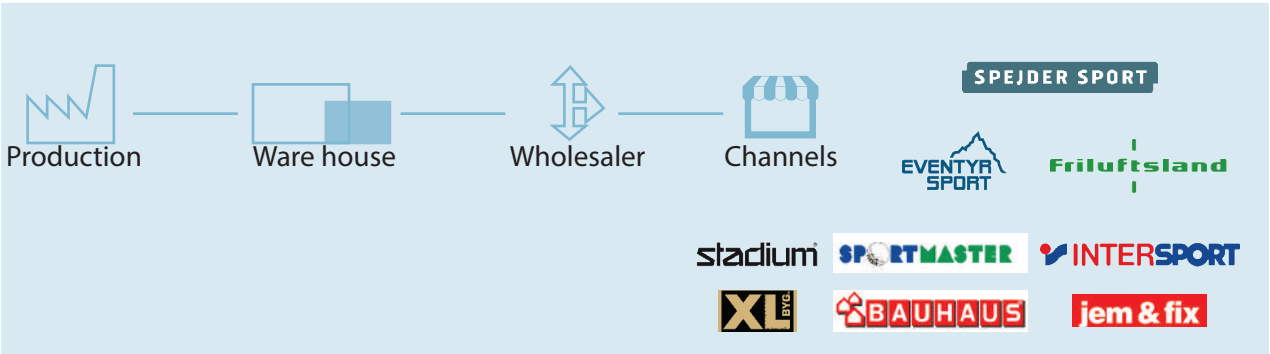 SPEJDER SPORT
Production
Ware house
Wholesaler
Channels
EVENTYR
SPORT
Friluftsland
stadium®
SPORTMASTER
INTERSPORT
XL BYG.
BAUHAUS
jem & fix